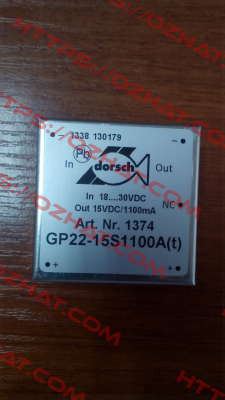 1338 130179
Pb
In dorsch Out
In 18....30VDC
Out 15VDC/1100mA
NC
Art. Nr. 1374
GP22-15S1100A(t)
HTTPS://OZHAT.COM